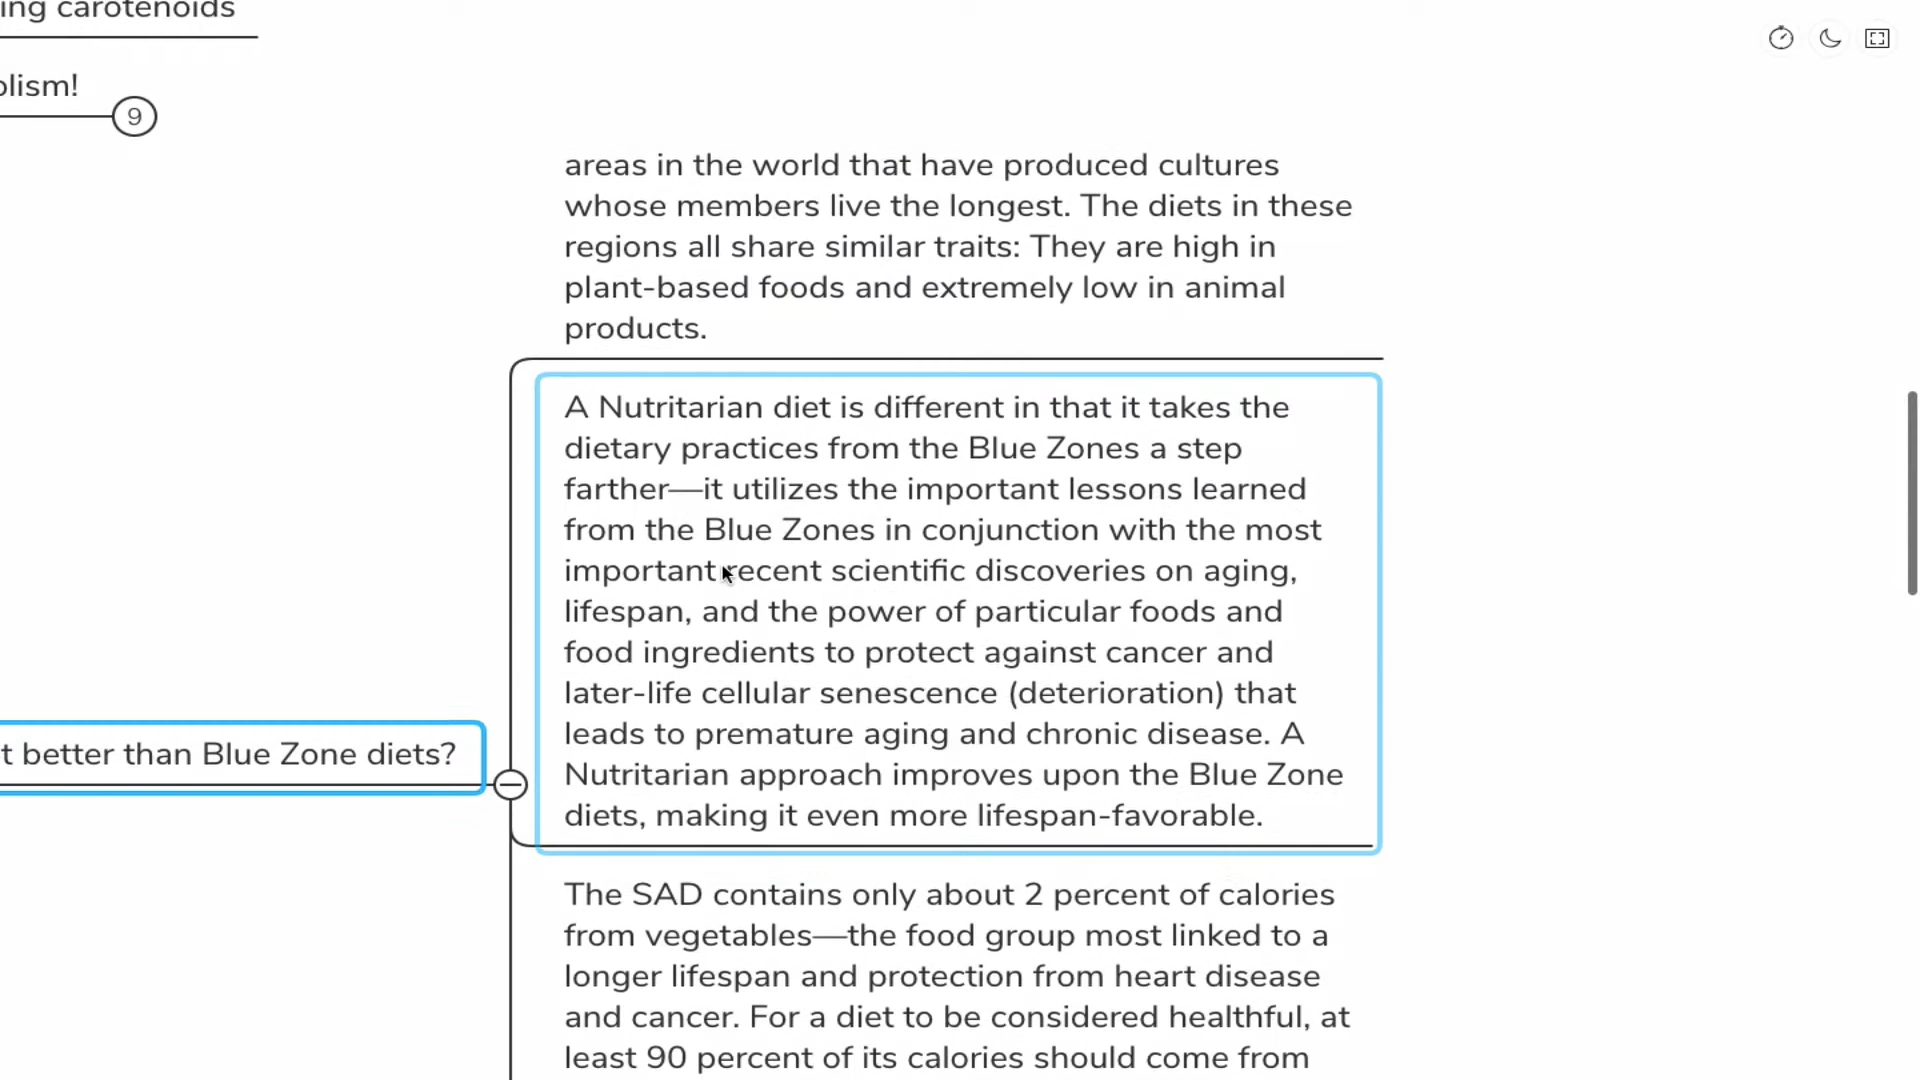 ing carotenoids
olism!
9
areas in the world that have produced cultures
whose members live the longest. The diets in these
regions all share similar traits: They are high in
plant-based foods and extremely low in animal
products.
A Nutritarian diet is different in that it takes the
dietary practices from the Blue Zones a step
farther—it utilizes the important lessons learned
from the Blue Zones in conjunction with the most
important recent scientific discoveries on aging,
lifespan, and the power of particular foods and
food ingredients to protect against cancer and
later-life cellular senescence (deterioration) that
leads to premature aging and chronic disease. A
Nutritarian approach improves upon the Blue Zone
diets, making it even more lifespan-favorable.
t better than Blue Zone diets?
The SAD contains only about 2 percent of calories
from vegetables—the food group most linked to a
longer lifespan and protection from heart disease
and cancer. For a diet to be considered healthful, at
least 90 percent of its calories should come from